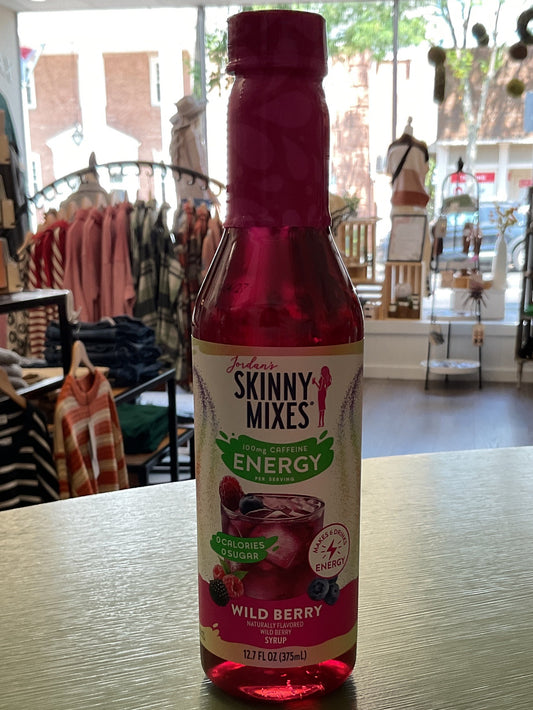 Jordan's
SKINNY
MIXES®
100mg CAFFEINE
ENERGY
PER SERVING
0 CALORIES
0 SUGAR
MAKES 6 DRINKS
ENERGY
WILD BERRY
NATURALLY FLAVORED
WILD BERRY
SYRUP
12.7 FL OZ (375mL)